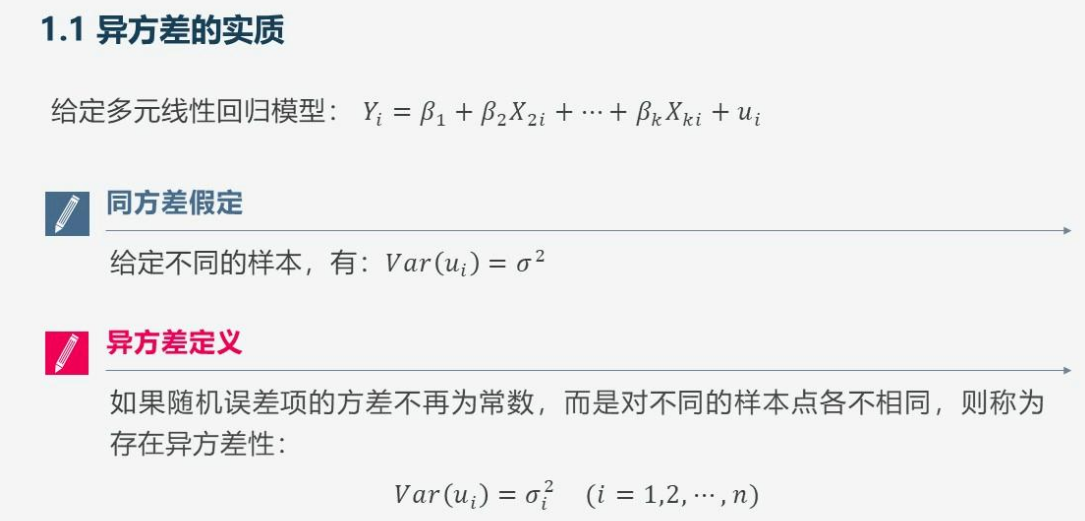 1.1 异方差的实质
给定多元线性回归模型： Yᵢ = β₁ + β₂X₂ᵢ + ⋯ + βₖXₖᵢ + uᵢ
同方差假定
给定不同的样本，有：Var(uᵢ) = σ²
异方差定义
如果随机误差项的方差不再为常数，而是对不同的样本点各不相同，则称为
存在异方差性：
Var(uᵢ) = σᵢ² (i = 1,2,⋯,n)